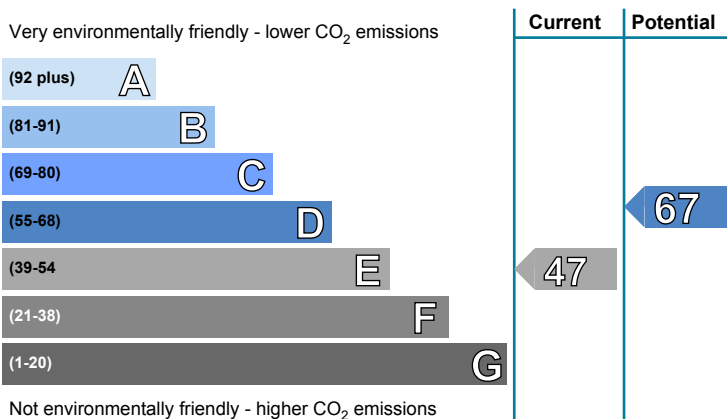 Very environmentally friendly - lower CO2 emissions
Current
Potential
(92 plus) A
(81-91) B
(69-80) C
(55-68) D
67
(39-54 E
47
(21-38) F
(1-20) G
Not environmentally friendly - higher CO2 emissions